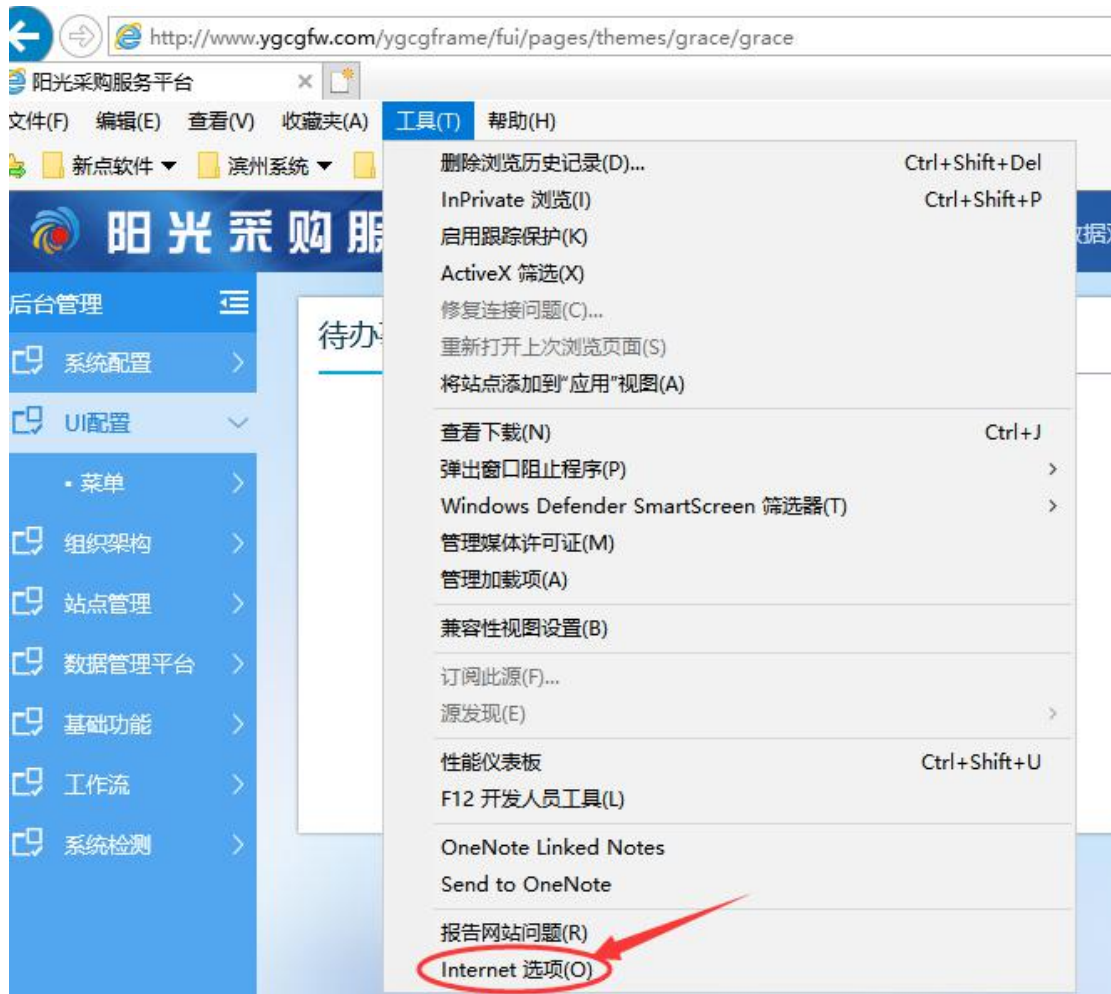 http://www.ygcgfw.com/ygcgframe/fui/pages/themes/grace/grace
阳光采购服务平台
文件(F) 编辑(E) 查看(V) 收藏夹(A) 工具(T) 帮助(H)
新点软件 滨州系统
阳光采购服
后台管理
系统配置
UI配置
菜单
组织架构
站点管理
数据管理平台
基础功能
工作流
系统检测
待办
删除浏览历史记录(D)... Ctrl+Shift+Del
InPrivate 浏览(I) Ctrl+Shift+P
启用跟踪保护(K)
ActiveX 筛选(X)
修复连接问题(C)...
重新打开上次浏览页面(S)
将站点添加到“应用”视图(A)
查看下载(N) Ctrl+J
弹出窗口阻止程序(P)
Windows Defender SmartScreen 筛选器(T)
管理媒体许可证(M)
管理加载项(A)
兼容性视图设置(B)
订阅此源(F)...
源发现(E)
性能仪表板 Ctrl+Shift+U
F12 开发人员工具(L)
OneNote Linked Notes
Send to OneNote
报告网站问题(R)
Internet 选项(O)